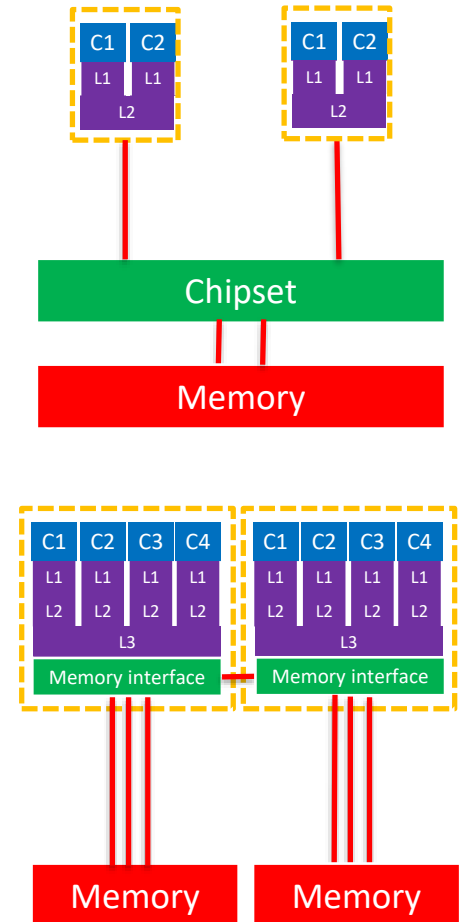 C1 C2 C1 C2
L1 L1 L1 L1
L2 L2
Chipset
Memory
C1 C2 C3 C4 C1 C2 C3 C4
L1 L1 L1 L1 L1 L1 L1 L1
L2 L2 L2 L2 L2 L2 L2 L2
L3 L3
Memory interface Memory interface
Memory Memory